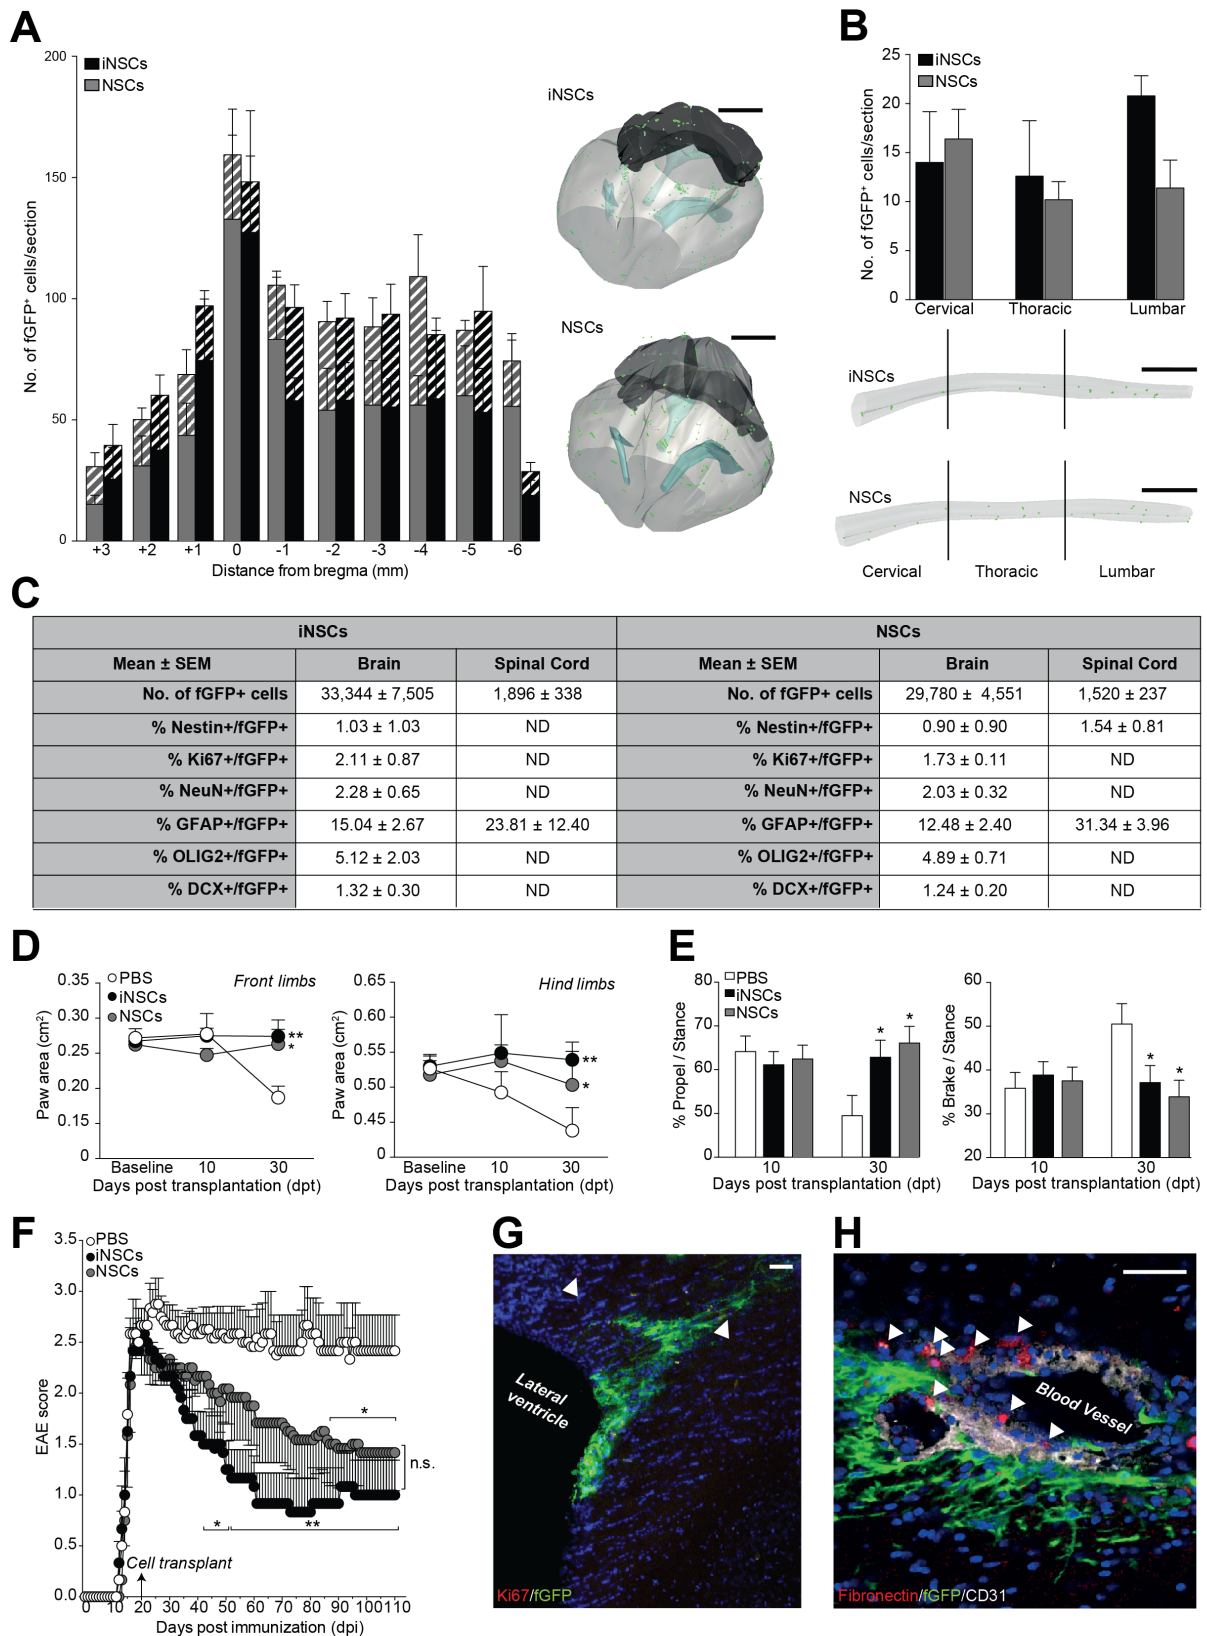 A
200
150
100
50
0
No. of fGFP+ cells/section
iNSCs
NSCs
+3 +2 +1 0 -1 -2 -3 -4 -5 -6
Distance from bregma (mm)
iNSCs
NSCs
B
25
20
15
10
5
0
No. of fGFP+ cells/section
iNSCs
NSCs
Cervical Thoracic Lumbar
iNSCs
NSCs
Cervical Thoracic Lumbar
C
iNSCs NSCs
Mean ± SEM Brain Spinal Cord Mean ± SEM Brain Spinal Cord
No. of fGFP+ cells 33,344 ± 7,505 1,896 ± 338 No. of fGFP+ cells 29,780 ± 4,551 1,520 ± 237
% Nestin+/fGFP+ 1.03 ± 1.03 ND % Nestin+/fGFP+ 0.90 ± 0.90 1.54 ± 0.81
% Ki67+/fGFP+ 2.11 ± 0.87 ND % Ki67+/fGFP+ 1.73 ± 0.11 ND
% NeuN+/fGFP+ 2.28 ± 0.65 ND % NeuN+/fGFP+ 2.03 ± 0.32 ND
% GFAP+/fGFP+ 15.04 ± 2.67 23.81 ± 12.40 % GFAP+/fGFP+ 12.48 ± 2.40 31.34 ± 3.96
% OLIG2+/fGFP+ 5.12 ± 2.03 ND % OLIG2+/fGFP+ 4.89 ± 0.71 ND
% DCX+/fGFP+ 1.32 ± 0.30 ND % DCX+/fGFP+ 1.24 ± 0.20 ND
D
0.35
0.30
0.25
0.20
0
Paw area (cm2)
PBS
iNSCs
NSCs
Front limbs
**
*
Baseline 10 30
Days post transplantation (dpt)
0.65
0.55
0.50
0.45
0
Paw area (cm2)
Hind limbs
**
*
Baseline 10 30
Days post transplantation (dpt)
E
80
70
60
50
0
% Propel / Stance
PBS
iNSCs
NSCs
* *
10 30
Days post transplantation (dpt)
60
50
40
30
20
% Brake / Stance
* *
10 30
Days post transplantation (dpt)
F
3.5
3.0
2.5
2.0
1.5
1.0
0.5
0.0
EAE score
PBS
iNSCs
NSCs
*
n.s.
* **
Cell transplant
0 10 20 30 40 50 60 70 80 90 100 110
Days post immunization (dpi)
G
Lateral
ventricle
Ki67/fGFP
H
Blood Vessel
Fibronectin/fGFP/CD31